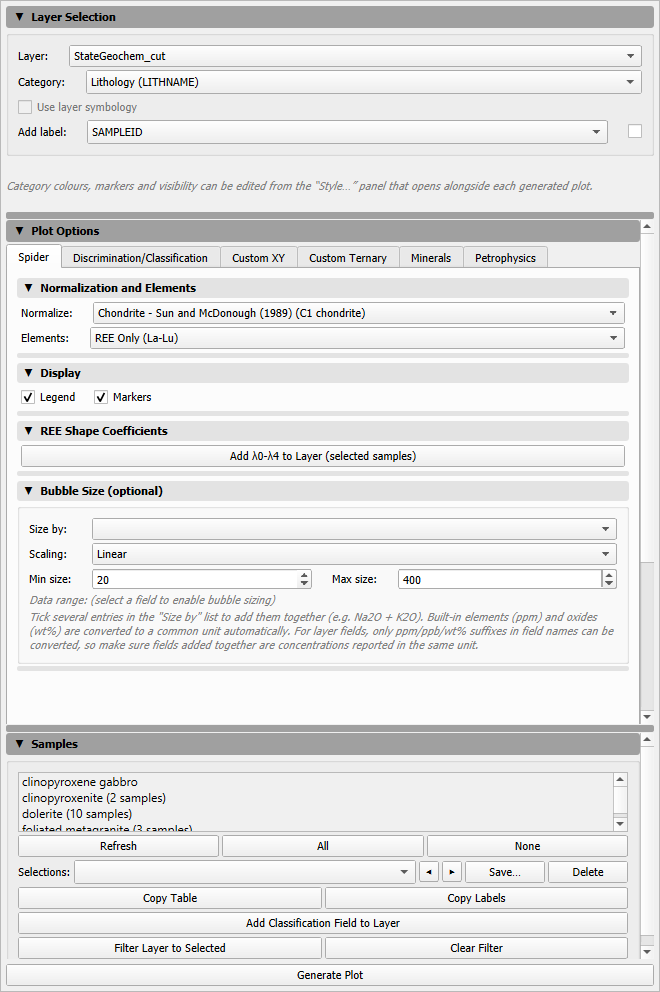 Layer Selection
Layer: StateGeochem_cut
Category: Lithology (LITHNAME)
Use layer symbology
Add label: SAMPLEID
Category colours, markers and visibility can be edited from the "Style..." panel that opens alongside each generated plot.
Plot Options
Spider Discrimination/Classification Custom XY Custom Ternary Minerals Petrophysics
Normalization and Elements
Normalize: Chondrite - Sun and McDonough (1989) (C1 chondrite)
Elements: REE Only (La-Lu)
Display
Legend Markers
REE Shape Coefficients
Add λ0-λ4 to Layer (selected samples)
Bubble Size (optional)
Size by:
Scaling: Linear
Min size: 20 Max size: 400
Data range: (select a field to enable bubble sizing)
Tick several entries in the "Size by" list to add them together (e.g. Na2O + K2O). Built-in elements (ppm) and oxides
(wt%) are converted to a common unit automatically. For layer fields, only ppm/ppb/wt% suffixes in field names can be
converted, so make sure fields added together are concentrations reported in the same unit.
Samples
clinopyroxene gabbro
clinopyroxenite (2 samples)
dolerite (10 samples)
foliated metagranite (3 samples)
Refresh All None
Selections: Save... Delete
Copy Table Copy Labels
Add Classification Field to Layer
Filter Layer to Selected Clear Filter
Generate Plot